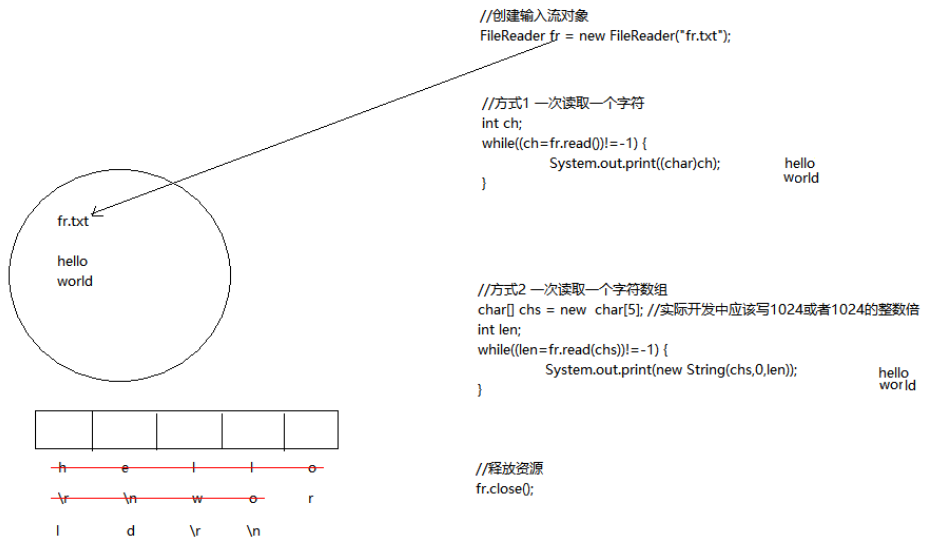 //创建输入流对象
FileReader fr = new FileReader("fr.txt");
//方式1 一次读取一个字符
int ch;
while((ch=fr.read())!=-1) {
System.out.print((char)ch);
}
hello
world
fr.txt
hello
world
//方式2 一次读取一个字符数组
char[] chs = new char[5]; //实际开发中应该写1024或者1024的整数倍
int len;
while((len=fr.read(chs))!=-1) {
System.out.print(new String(chs,0,len));
}
hello
world
h e l l o
\r \n w o r
l d \r \n
//释放资源
fr.close();